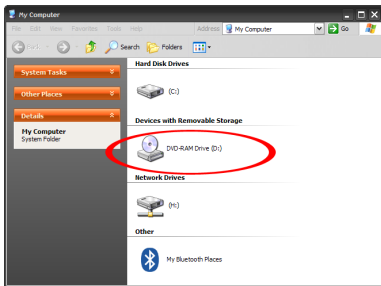 My Computer
File Edit View Favorites Tools Help Address My Computer Go
Back Search Folders
System Tasks
Other Places
Details
My Computer
System Folder
Hard Disk Drives
(C:)
Devices with Removable Storage
DVD-RAM Drive (D:)
Network Drives
(H:)
Other
My Bluetooth Places